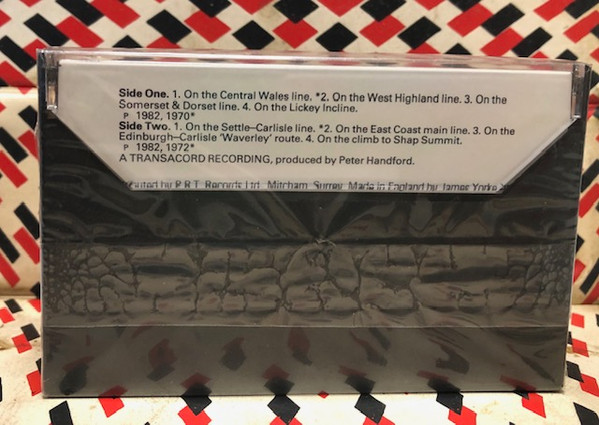 Side One. 1. On the Central Wales line. *2. On the West Highland line. 3. On the
Somerset & Dorset line. 4. On the Lickey Incline.
P 1982, 1970*
Side Two. 1. On the Settle–Carlisle line. *2. On the East Coast main line. 3. On the
Edinburgh–Carlisle 'Waverley' route. 4. On the climb to Shap Summit.
P 1982, 1972*
A TRANSACORD RECORDING, produced by Peter Handford.
by P.R.T. Records Ltd., Mitcham, Surrey. Made in England by James Yorke